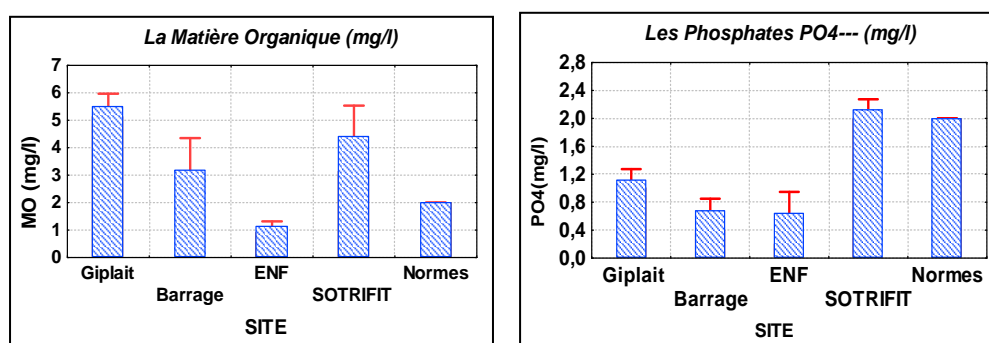 La Matière Organique (mg/l)
7
6
5
4
3
2
1
0
MO (mg/l)
Giplait
Barrage
ENF
SOTRIFIT
Normes
SITE
Les Phosphates PO4--- (mg/l)
2,8
2,4
2,0
1,6
1,2
0,8
0,4
0,0
PO4(mg/l)
Giplait
Barrage
ENF
SOTRIFIT
Normes
SITE